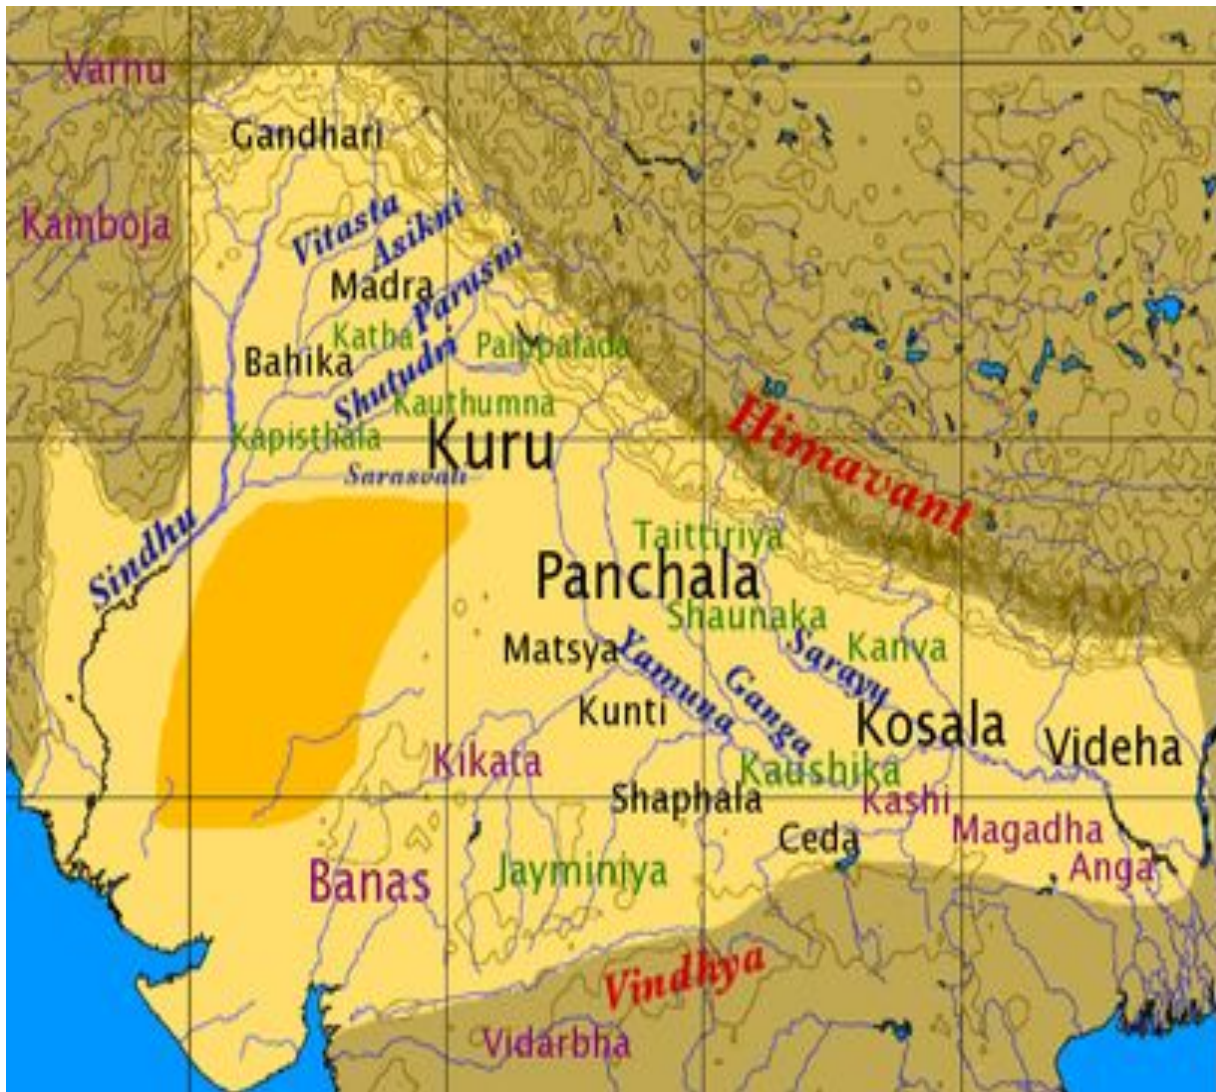 Varnu
Gandhari
Kamboja
Vitasta
Asikni
Parusni
Madra
Katha
Paippalada
Bahika
Shutudri
Kauthumna
Kapisthala
Kuru
Sarasvati
Himavant
Sindhu
Taittiriya
Panchala
Shaunaka
Matsya
Yamuna
Sarayu
Kanva
Ganga
Kunti
Kosala
Videha
Kikata
Kaushika
Shaphala
Kashi
Ceda
Magadha
Anga
Banas
Jayminiya
Vindhya
Vidarbha